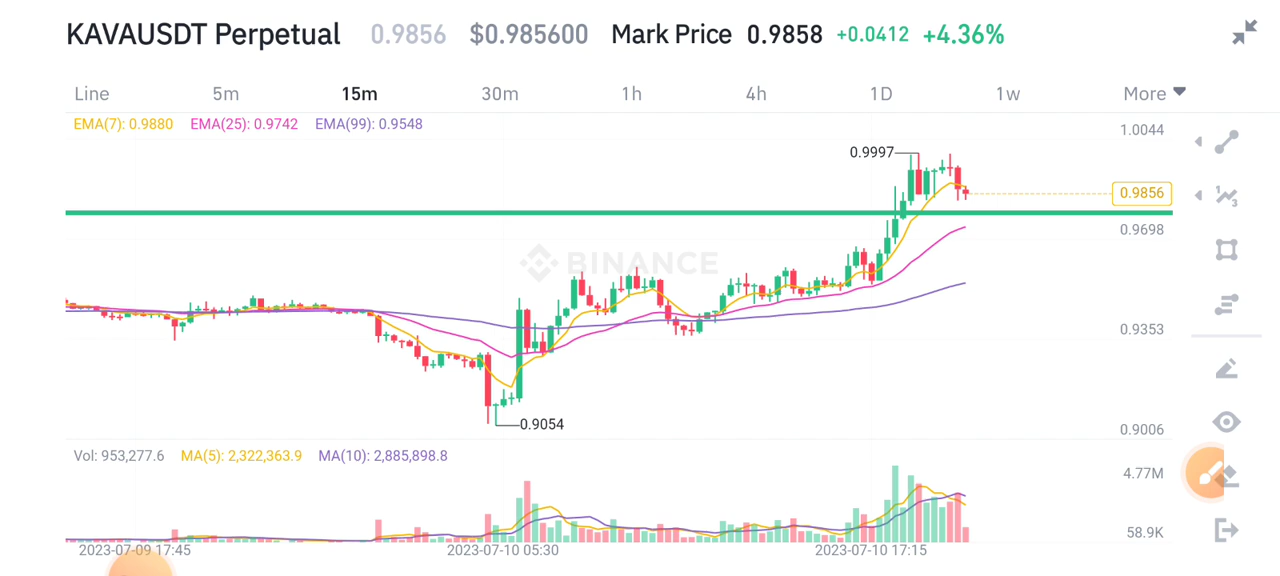 KAVAUSDT Perpetual 0.9856 $0.985600 Mark Price 0.9858 +0.0412 +4.36%
Line 5m 15m 30m 1h 4h 1D 1w More
EMA(7): 0.9880 EMA(25): 0.9742 EMA(99): 0.9548
1.0044
0.9997
0.9856
0.9698
BINANCE
0.9353
0.9054
0.9006
Vol: 953,277.6 MA(5): 2,322,363.9 MA(10): 2,885,898.8
4.77M
58.9K
2023-07-09 17:45 2023-07-10 05:30 2023-07-10 17:15